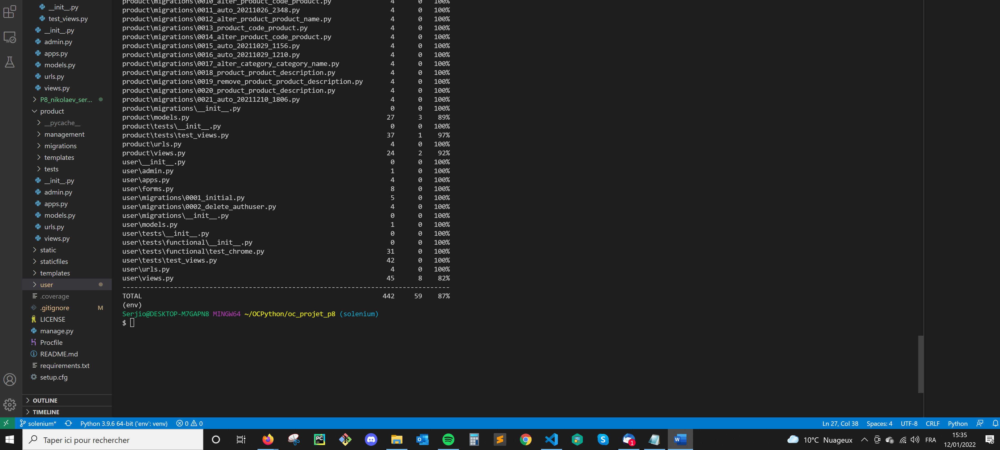 __init__.py
test_views.py
__init__.py
admin.py
apps.py
models.py
urls.py
views.py
P8_nikolaev_ser...
product
__pycache__
management
migrations
templates
tests
__init__.py
admin.py
apps.py
models.py
urls.py
views.py
static
staticfiles
templates
user
.coverage
.gitignore M
LICENSE
manage.py
Procfile
README.md
requirements.txt
setup.cfg
OUTLINE
TIMELINE
product\migrations\0010_alter_product_code_product.py 4 0 100%
product\migrations\0011_auto_20211026_2348.py 4 0 100%
product\migrations\0012_alter_product_product_name.py 4 0 100%
product\migrations\0013_product_code_product.py 4 0 100%
product\migrations\0014_alter_product_code_product.py 4 0 100%
product\migrations\0015_auto_20211029_1156.py 4 0 100%
product\migrations\0016_auto_20211029_1210.py 4 0 100%
product\migrations\0017_alter_category_category_name.py 4 0 100%
product\migrations\0018_product_product_description.py 4 0 100%
product\migrations\0019_remove_product_product_description.py 4 0 100%
product\migrations\0020_product_product_description.py 4 0 100%
product\migrations\0021_auto_20211210_1806.py 4 0 100%
product\migrations\__init__.py 0 0 100%
product\models.py 27 3 89%
product\tests\__init__.py 0 0 100%
product\tests\test_views.py 37 1 97%
product\urls.py 4 0 100%
product\views.py 24 2 92%
user\__init__.py 0 0 100%
user\admin.py 1 0 100%
user\apps.py 4 0 100%
user\forms.py 8 0 100%
user\migrations\0001_initial.py 5 0 100%
user\migrations\0002_delete_authuser.py 4 0 100%
user\migrations\__init__.py 0 0 100%
user\models.py 1 0 100%
user\tests\__init__.py 0 0 100%
user\tests\functional\__init__.py 0 0 100%
user\tests\functional\test_chrome.py 31 0 100%
user\tests\test_views.py 42 0 100%
user\urls.py 4 0 100%
user\views.py 45 8 82%
-----------------------------------------------------------------------------------
TOTAL 442 59 87%
(env)
Serjio@DESKTOP-M7GAPN8 MINGW64 ~/OCPython/oc_projet_p8 (solenium)
$
solenium* Python 3.9.6 64-bit ('env': venv) 0 0 Ln 27, Col 38 Spaces: 4 UTF-8 CRLF Python
Taper ici pour rechercher
PC
S
1
W
10°C Nuageux
FRA
15:35
12/01/2022